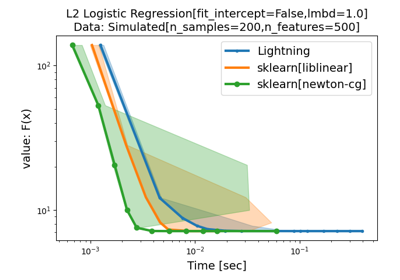 L2 Logistic Regression[fit_intercept=False,lmbd=1.0]
Data: Simulated[n_samples=200,n_features=500]
Lightning
sklearn[liblinear]
sklearn[newton-cg]
10²
10¹
value: F(x)
10⁻³ 10⁻² 10⁻¹
Time [sec]